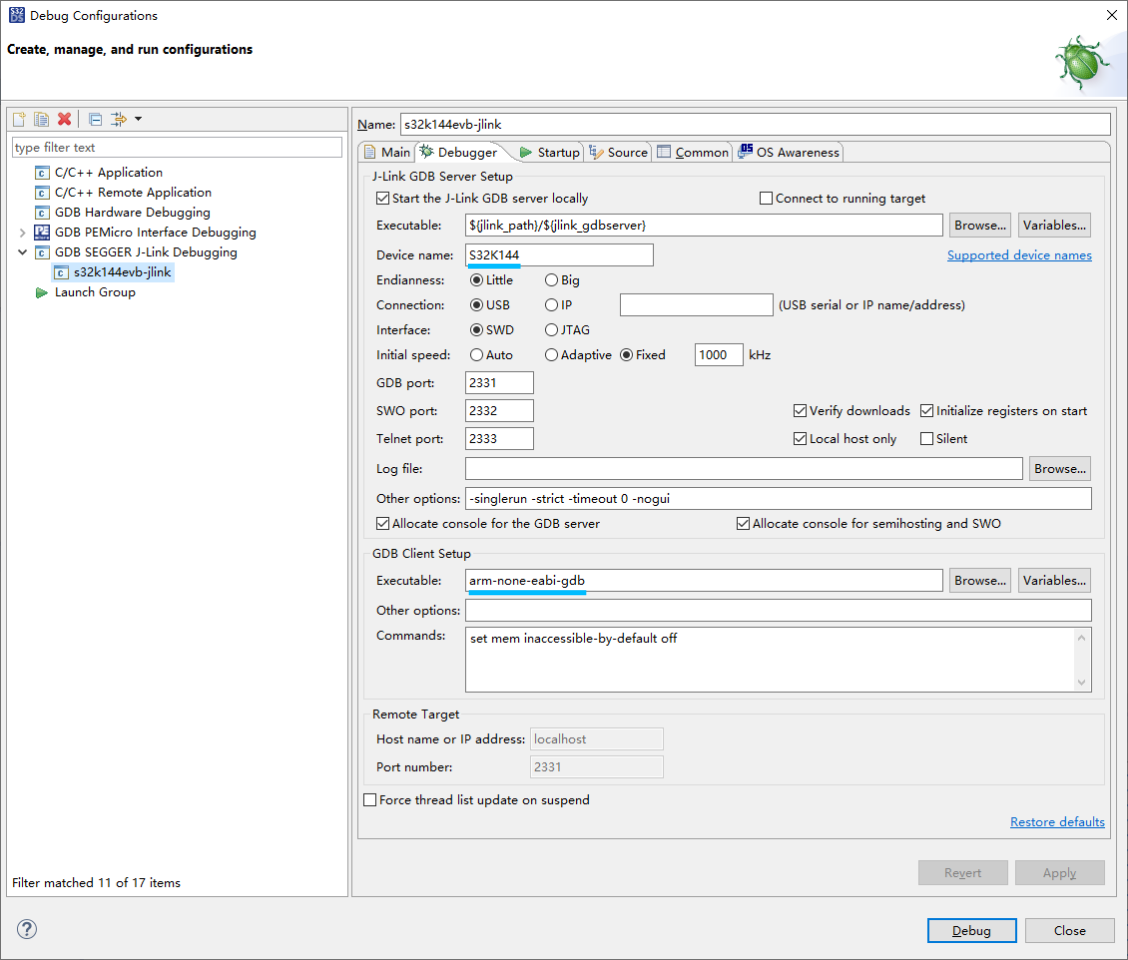 Debug Configurations
Create, manage, and run configurations
type filter text
C/C++ Application
C/C++ Remote Application
GDB Hardware Debugging
GDB PEMicro Interface Debugging
GDB SEGGER J-Link Debugging
s32k144evb-jlink
Launch Group
Filter matched 11 of 17 items
Name: s32k144evb-jlink
Main Debugger Startup Source Common OS Awareness
J-Link GDB Server Setup
Start the J-Link GDB server locally Connect to running target
Executable: ${jlink_path}/${jlink_gdbserver} Browse... Variables...
Device name: S32K144 Supported device names
Endianness: Little Big
Connection: USB IP (USB serial or IP name/address)
Interface: SWD JTAG
Initial speed: Auto Adaptive Fixed 1000 kHz
GDB port: 2331
SWO port: 2332 Verify downloads Initialize registers on start
Telnet port: 2333 Local host only Silent
Log file: Browse...
Other options: -singlerun -strict -timeout 0 -nogui
Allocate console for the GDB server Allocate console for semihosting and SWO
GDB Client Setup
Executable: arm-none-eabi-gdb Browse... Variables...
Other options:
Commands: set mem inaccessible-by-default off
Remote Target
Host name or IP address: localhost
Port number: 2331
Force thread list update on suspend
Restore defaults
Revert Apply
Debug Close